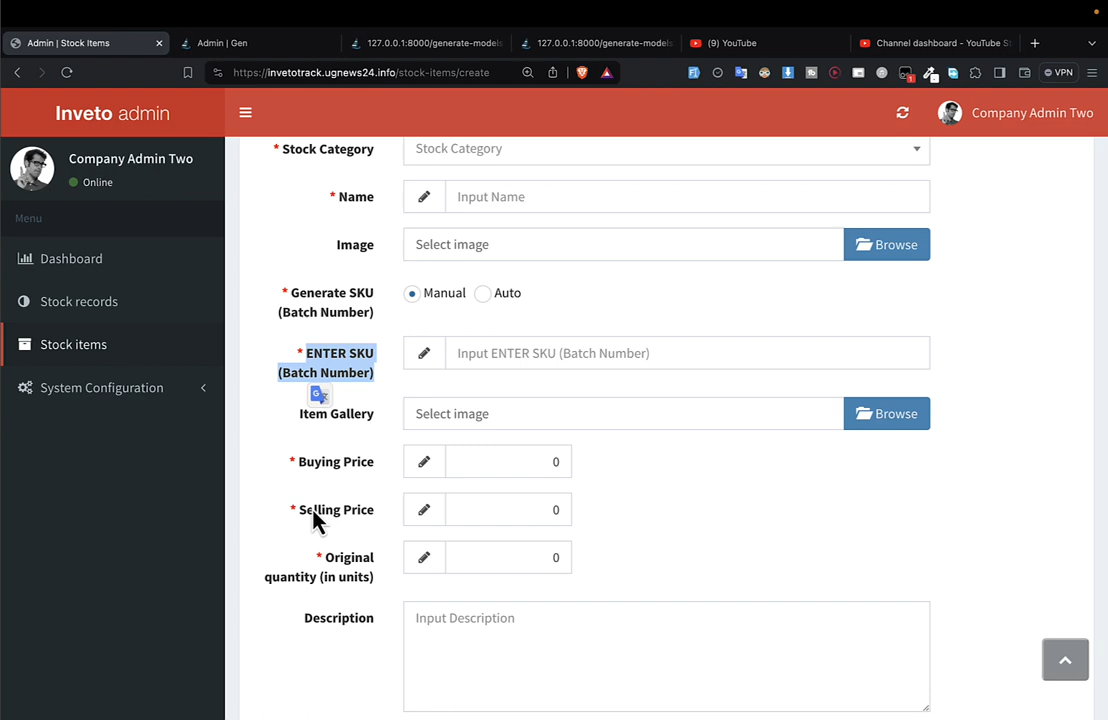 Admin | Stock Items
Admin | Gen
127.0.0.1:8000/generate-models
127.0.0.1:8000/generate-models
(9) YouTube
Channel dashboard - YouTube St
https://invetotrack.ugnews24.info/stock-items/create
1
VPN
Inveto admin
Company Admin Two
Company Admin Two
Online
Menu
Dashboard
Stock records
Stock items
System Configuration
* Stock Category
Stock Category
* Name
Input Name
Image
Select image
Browse
* Generate SKU
(Batch Number)
Manual
Auto
* ENTER SKU
(Batch Number)
Input ENTER SKU (Batch Number)
Item Gallery
Select image
Browse
* Buying Price
0
* Selling Price
0
* Original
quantity (in units)
0
Description
Input Description